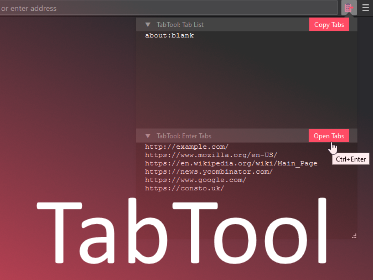 or enter address
TabTool: Tab List
Copy Tabs
about:blank
TabTool: Enter Tabs
Open Tabs
http://example.com/
https://www.mozilla.org/en-US/
https://en.wikipedia.org/wiki/Main_Page
https://news.ycombinator.com/
https://www.google.com/
https://consto.uk/
Ctrl+Enter
TabTool